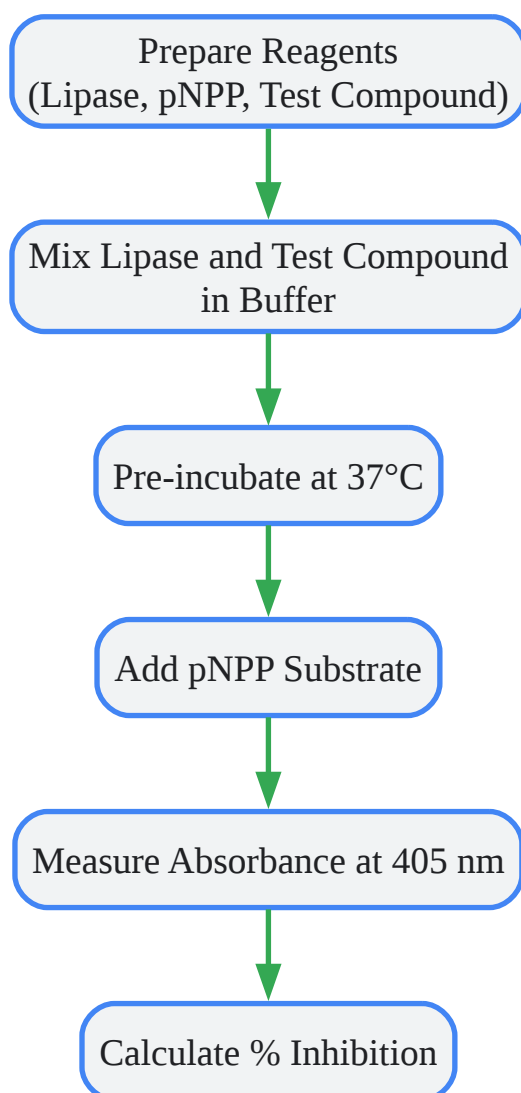 Prepare Reagents
(Lipase, pNPP, Test Compound)
Mix Lipase and Test Compound
in Buffer
Pre-incubate at 37°C
Add pNPP Substrate
Measure Absorbance at 405 nm
Calculate % Inhibition